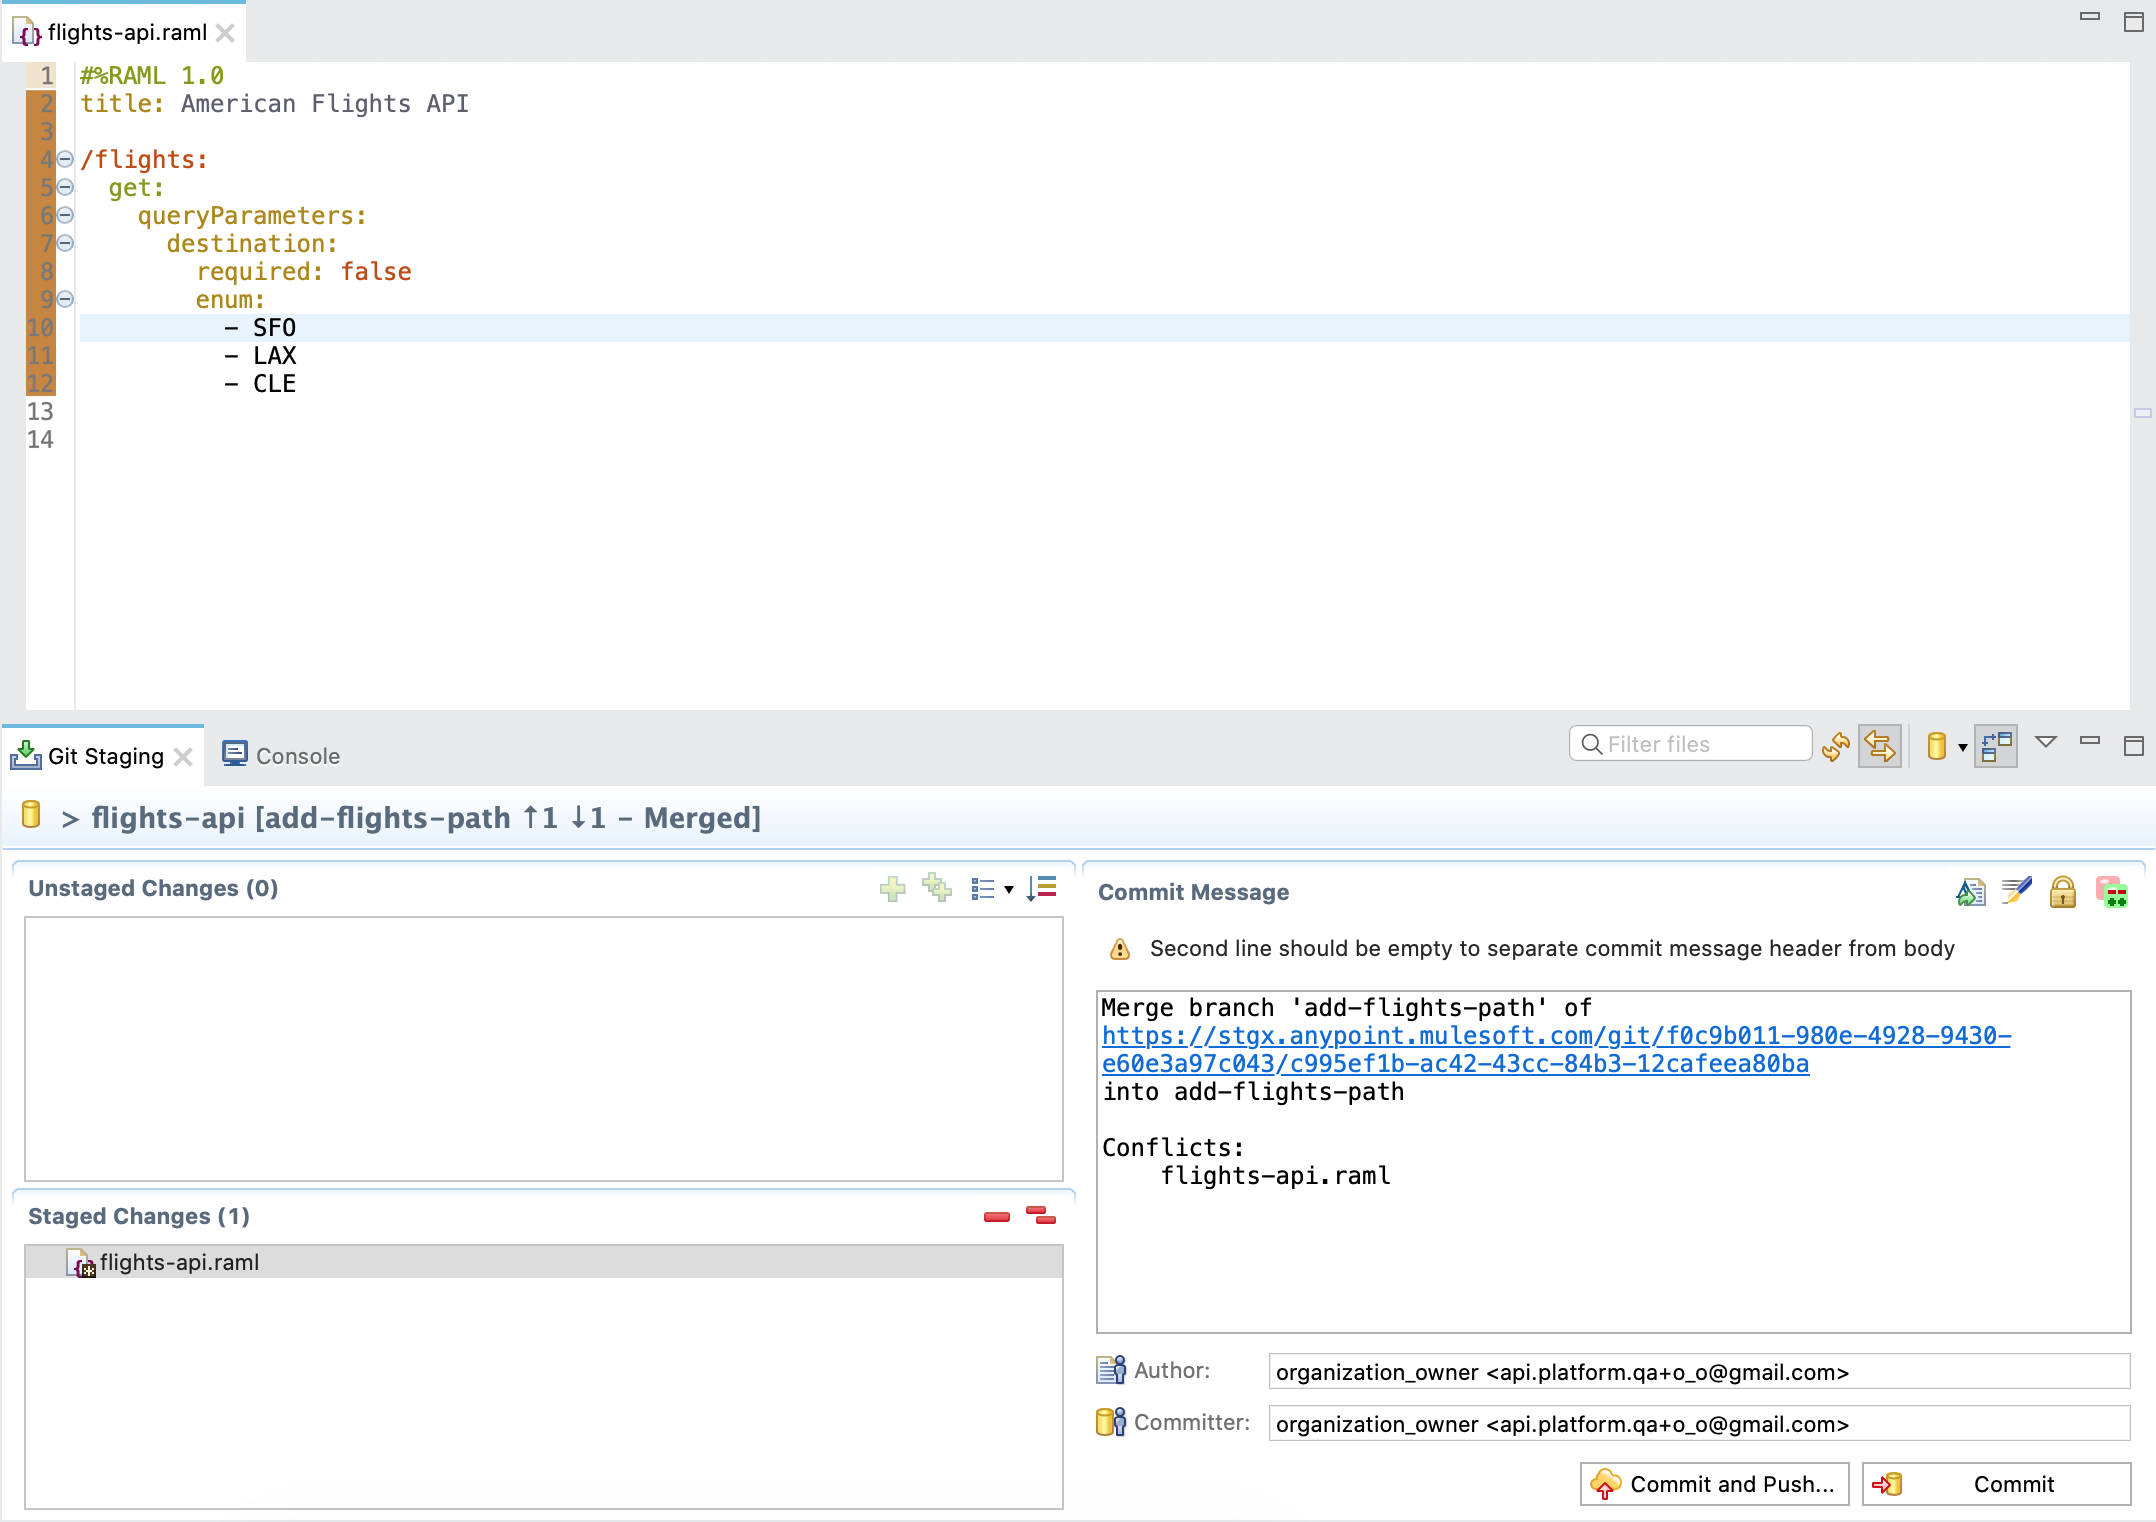 flights-api.raml
1 #%RAML 1.0
2 title: American Flights API
3
4 /flights:
5 get:
6 queryParameters:
7 destination:
8 required: false
9 enum:
10 - SFO
11 - LAX
12 - CLE
13
14
Git Staging Console Filter files
> flights-api [add-flights-path ↑1 ↓1 - Merged]
Unstaged Changes (0)
Staged Changes (1)
flights-api.raml
Commit Message
Second line should be empty to separate commit message header from body
Merge branch 'add-flights-path' of
https://stgx.anypoint.mulesoft.com/git/f0c9b011-980e-4928-9430-
e60e3a97c043/c995ef1b-ac42-43cc-84b3-12cafeea80ba
into add-flights-path
Conflicts:
flights-api.raml
Author: organization_owner <api.platform.qa+o_o@gmail.com>
Committer: organization_owner <api.platform.qa+o_o@gmail.com>
Commit and Push... Commit